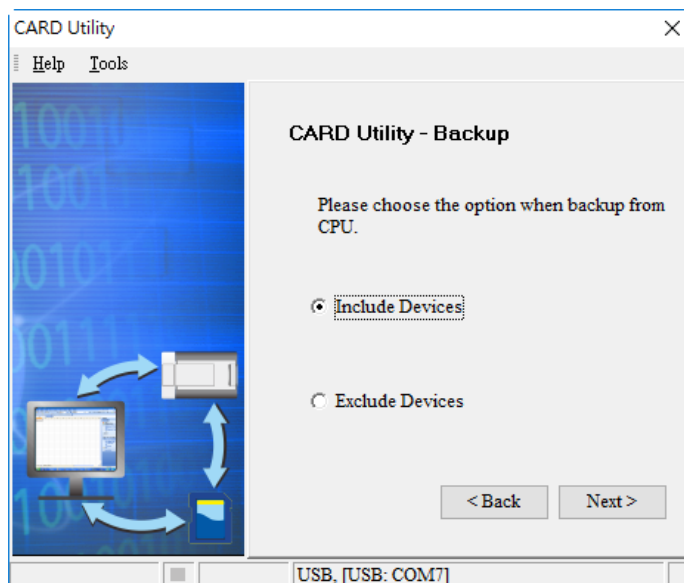 CARD Utility
Help Tools
CARD Utility - Backup
Please choose the option when backup from
CPU.
Include Devices
Exclude Devices
< Back Next >
USB, [USB: COM7]